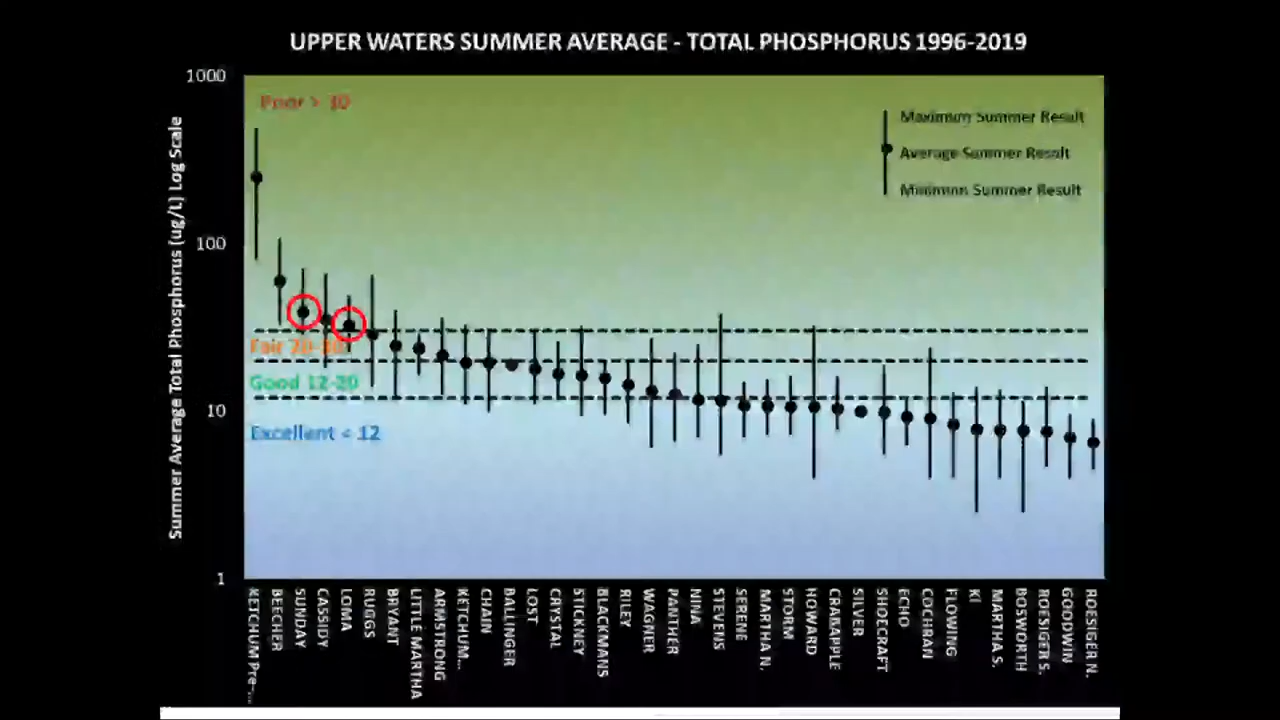 UPPER WATERS SUMMER AVERAGE - TOTAL PHOSPHORUS 1996-2019
Summer Average Total Phosphorus (ug/L) Log Scale
1000
100
10
1
Poor > 30
Fair 20-30
Good 12-20
Excellent < 12
Maximum Summer Result
Average Summer Result
Minimum Summer Result
KETCHUM Pre-...
BEECHER
SUNDAY
CASSIDY
LOMA
RUGGS
BRYANT
LITTLE MARTHA
ARMSTRONG
KETCHUM...
CHAIN
BALLINGER
LOST
CRYSTAL
STICKNEY
BLACKMANS
RILEY
WAGNER
PANTHER
NINA
STEVENS
SERENE
MARTHA N.
STORM
HOWARD
CRABAPPLE
SILVER
SHOECRAFT
ECHO
COCHRAN
FLOWING
KI
MARTHA S.
BOSWORTH
ROESIGER S.
GOODWIN
ROESIGER N.